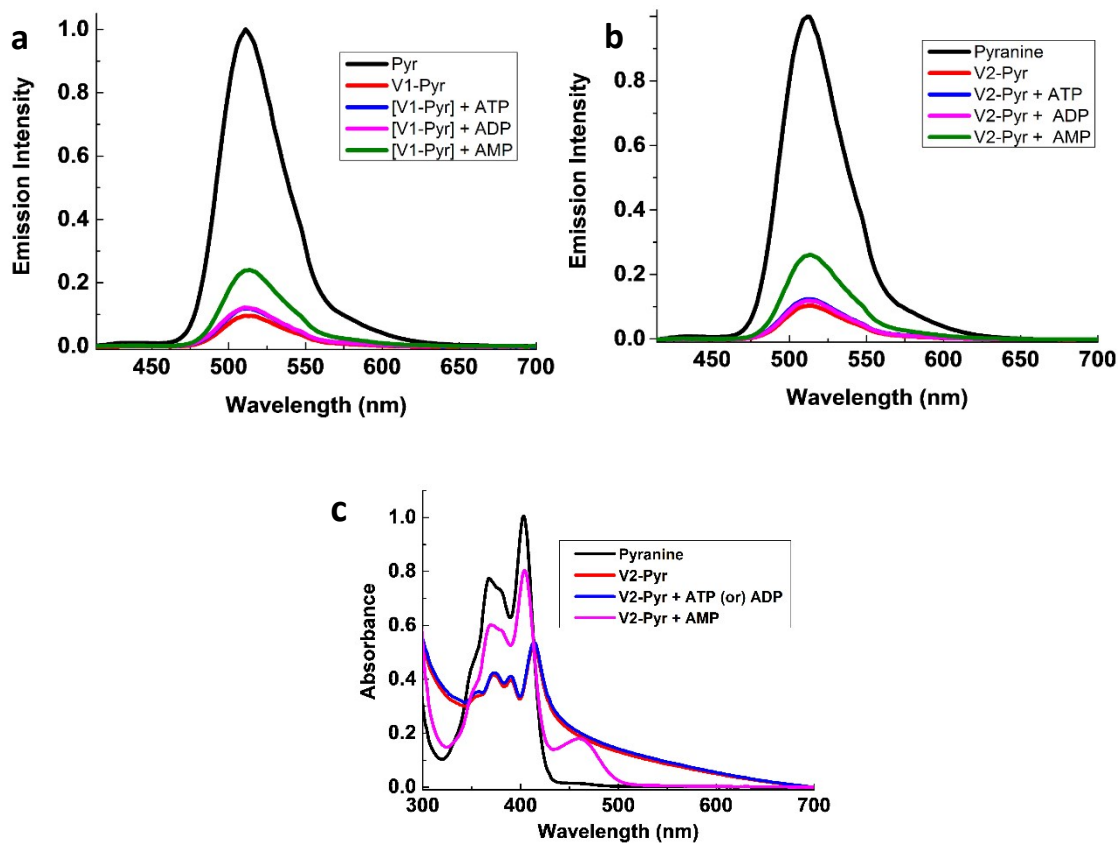 a
Emission Intensity
1.0
0.8
0.6
0.4
0.2
0.0
Pyr
V1-Pyr
[V1-Pyr] + ATP
[V1-Pyr] + ADP
[V1-Pyr] + AMP
450 500 550 600 650 700
Wavelength (nm)
b
Emission Intensity
0.8
0.6
0.4
0.2
0.0
Pyranine
V2-Pyr
V2-Pyr + ATP
V2-Pyr + ADP
V2-Pyr + AMP
450 500 550 600 650 700
Wavelength (nm)
c
Absorbance
1.0
0.8
0.6
0.4
0.2
0.0
Pyranine
V2-Pyr
V2-Pyr + ATP (or) ADP
V2-Pyr + AMP
300 400 500 600 700
Wavelength (nm)